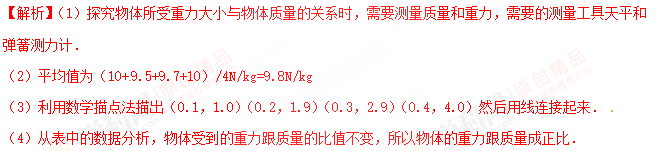 【解析】（1）探究物体所受重力大小与物体质量的关系时，需要测量质量和重力，需要的测量工具天平和
弹簧测力计．
（2）平均值为（10+9.5+9.7+10）/4N/kg=9.8N/kg
（3）利用数学描点法描出（0.1，1.0）（0.2，1.9）（0.3，2.9）（0.4，4.0）然后用线连接起来．
（4）从表中的数据分析，物体受到的重力跟质量的比值不变，所以物体的重力跟质量成正比．